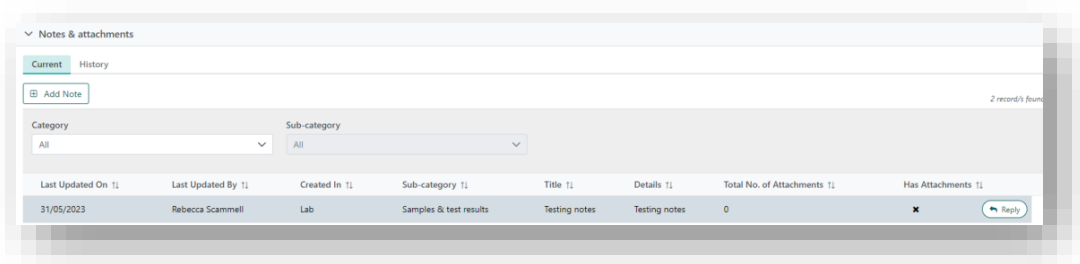 Notes & attachments
Current History
Add Note
2 record/s found
Category Sub-category
All All
Last Updated On Last Updated By Created In Sub-category Title Details Total No. of Attachments Has Attachments
31/05/2023 Rebecca Scammell Lab Samples & test results Testing notes Testing notes 0 Reply